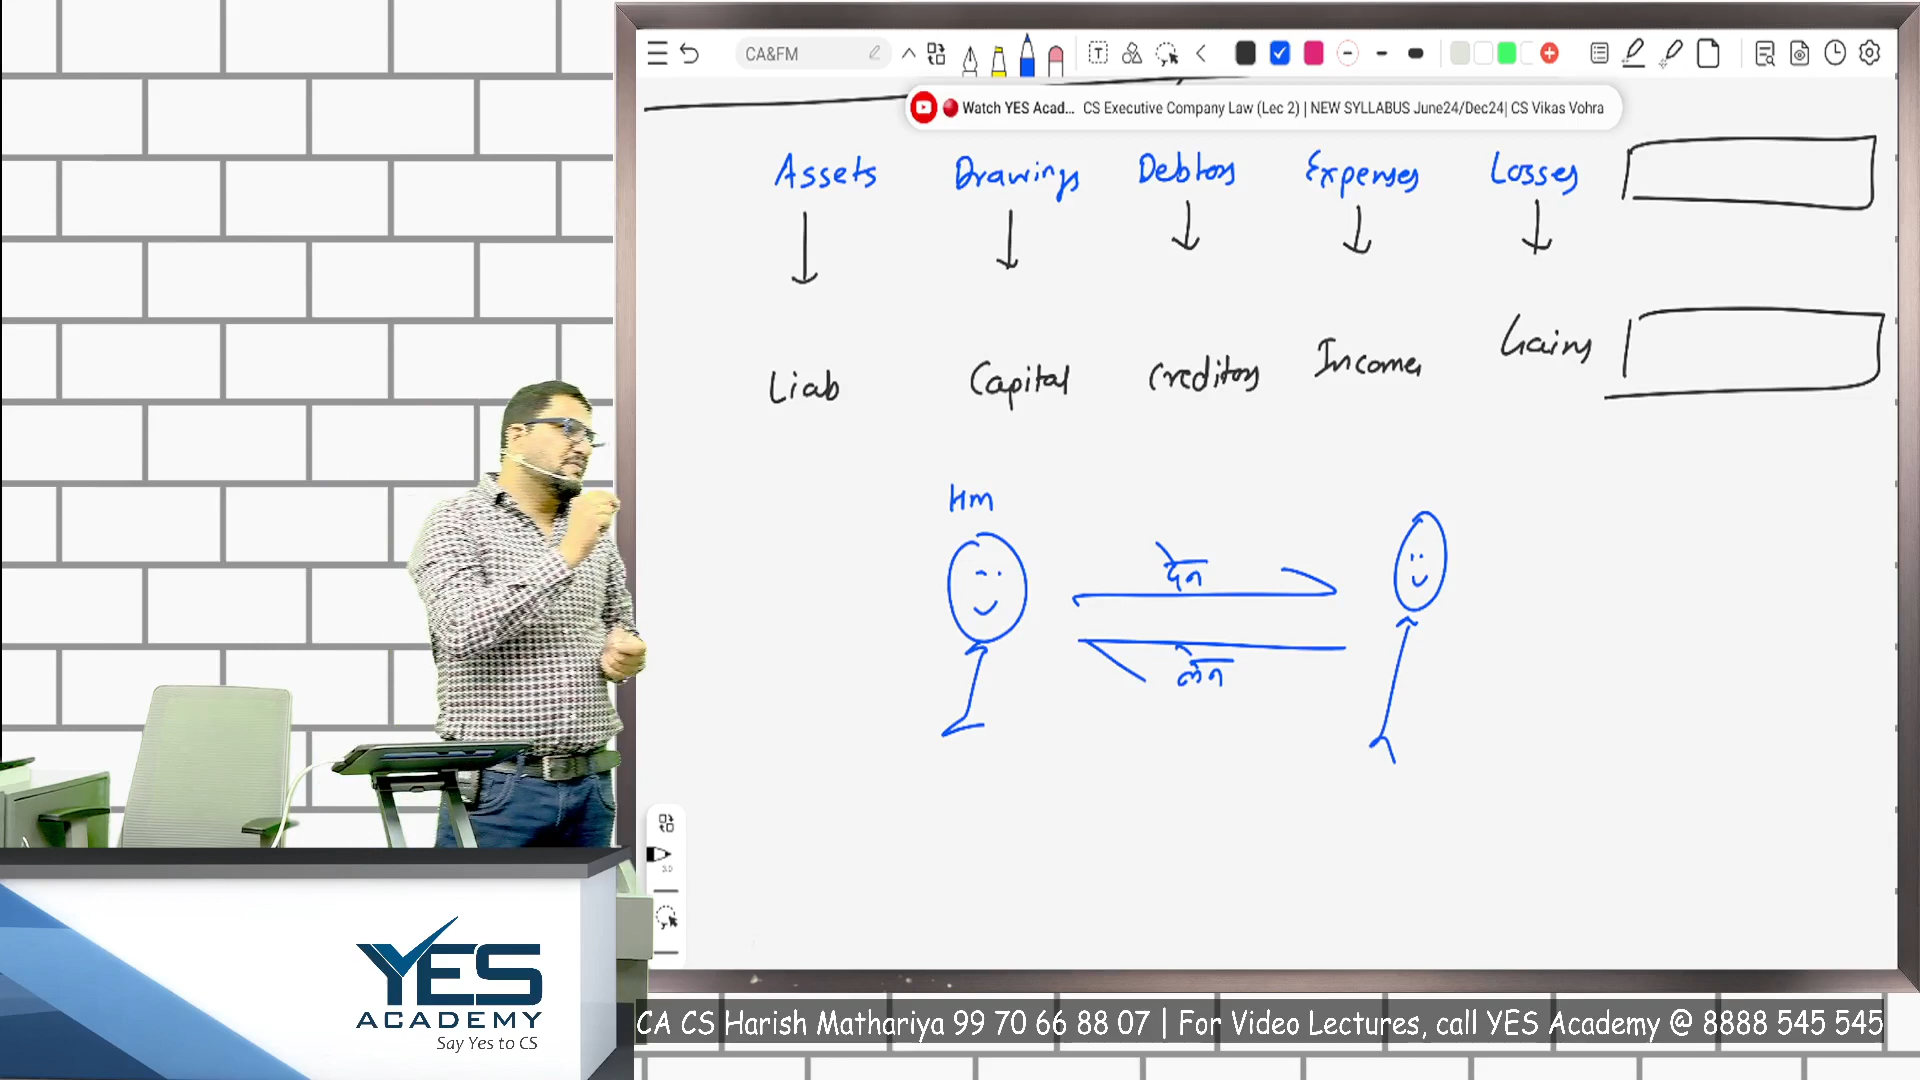 CA&FM
Watch YES Acad... CS Executive Company Law (Lec 2) | NEW SYLLABUS June24/Dec24| CS Vikas Vohra
Assets Drawings Debtors Expenses Losses
Liab Capital Creditors Income Gains
Hm
देन
लेन
YES
ACADEMY
Say Yes to CS
CA CS Harish Mathariya 99 70 66 88 07 | For Video Lectures, call YES Academy @ 8888 545 545